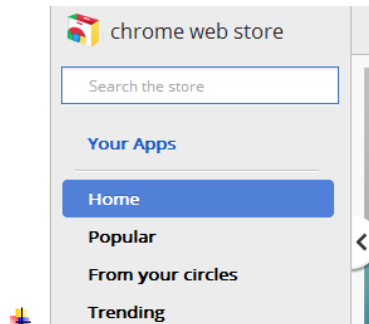 chrome web store
Search the store
Your Apps
Home
Popular
From your circles
Trending